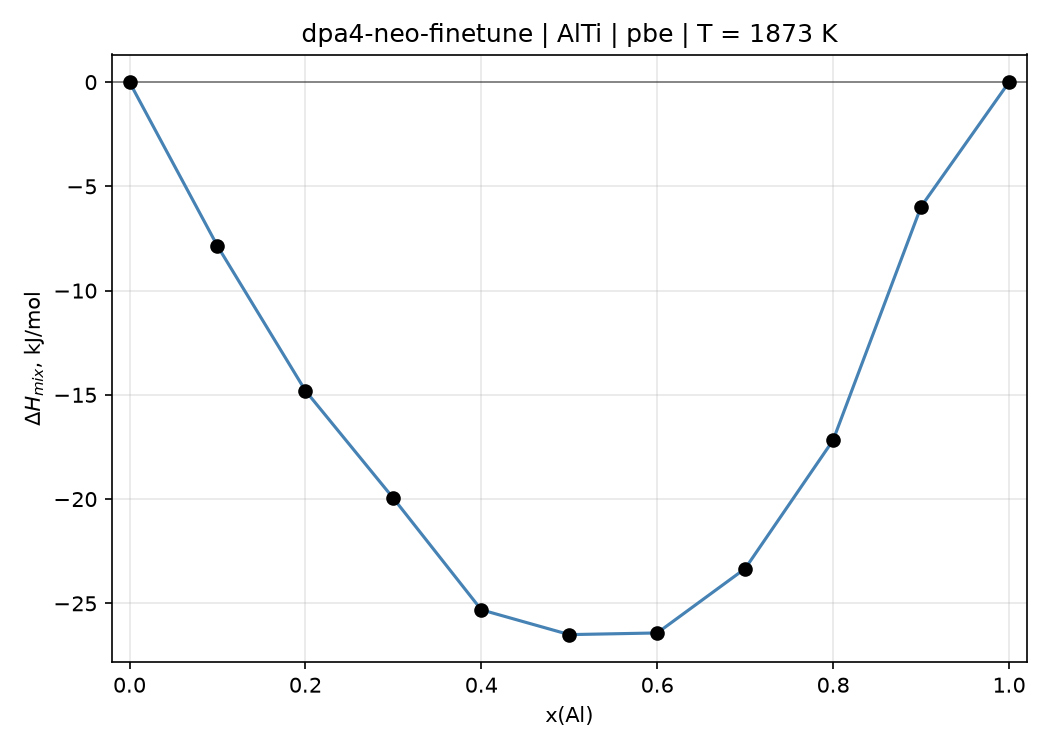 dpa4-neo-finetune | AlTi | pbe | T = 1873 K
ΔH_mix, kJ/mol
0
−5
−10
−15
−20
−25
0.0 0.2 0.4 0.6 0.8 1.0
x(Al)